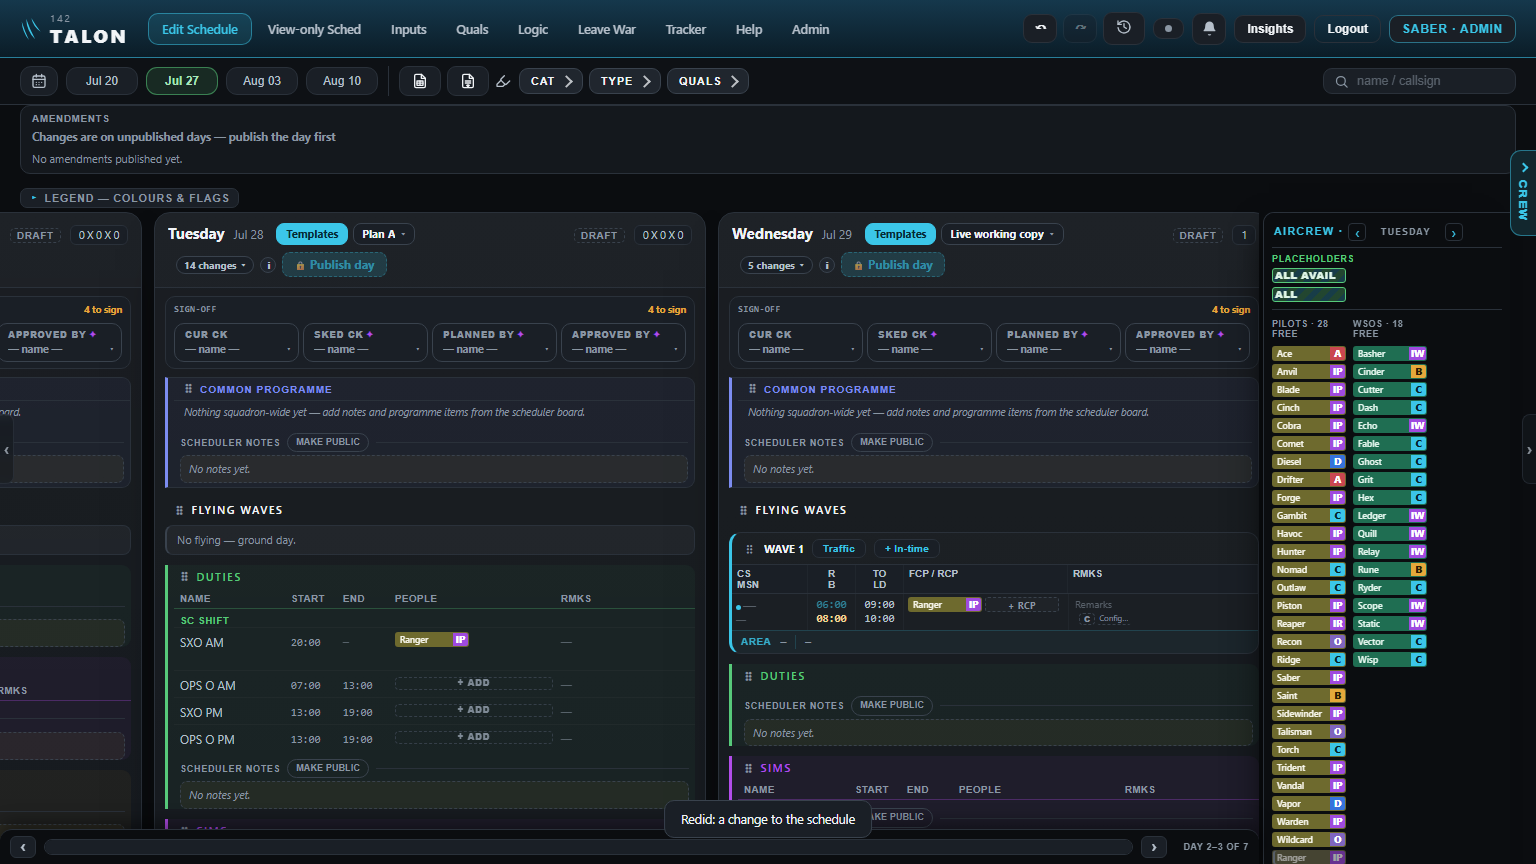 142
TALON
Edit Schedule
View-only Sched
Inputs
Quals
Logic
Leave War
Tracker
Help
Admin
Insights
Logout
SABER · ADMIN
Jul 20
Jul 27
Aug 03
Aug 10
CAT
TYPE
QUALS
name / callsign
AMENDMENTS
Changes are on unpublished days — publish the day first
No amendments published yet.
LEGEND — COLOURS & FLAGS
CREW
DRAFT
0X0X0
4 to sign
APPROVED BY
— name —
RMKS
Tuesday Jul 28
Templates
Plan A
DRAFT
0X0X0
14 changes
i
Publish day
SIGN-OFF
4 to sign
CUR CK
— name —
SKED CK
— name —
PLANNED BY
— name —
APPROVED BY
— name —
COMMON PROGRAMME
Nothing squadron-wide yet — add notes and programme items from the scheduler board.
SCHEDULER NOTES
MAKE PUBLIC
No notes yet.
FLYING WAVES
No flying — ground day.
DUTIES
NAME START END PEOPLE RMKS
SC SHIFT
SXO AM 20:00 — Ranger IP —
OPS O AM 07:00 13:00 + ADD —
SXO PM 13:00 19:00 + ADD —
OPS O PM 13:00 19:00 + ADD —
SCHEDULER NOTES
MAKE PUBLIC
No notes yet.
Wednesday Jul 29
Templates
Live working copy
DRAFT
1
5 changes
i
Publish day
SIGN-OFF
4 to sign
CUR CK
— name —
SKED CK
— name —
PLANNED BY
— name —
APPROVED BY
— name —
COMMON PROGRAMME
Nothing squadron-wide yet — add notes and programme items from the scheduler board.
SCHEDULER NOTES
MAKE PUBLIC
No notes yet.
FLYING WAVES
WAVE 1
Traffic
+ In-time
CS R TO FCP / RCP RMKS
MSN B LD
— 06:00 09:00 Ranger IP + RCP Remarks
— 08:00 10:00 C Config...
AREA — | —
DUTIES
SCHEDULER NOTES
MAKE PUBLIC
No notes yet.
SIMS
NAME START END PEOPLE RMKS
KE PUBLIC
Redid: a change to the schedule
DAY 2–3 OF 7
AIRCREW ·
TUESDAY
PLACEHOLDERS
ALL AVAIL
ALL
PILOTS · 28 FREE
WSOS · 18 FREE
Ace A
Anvil IP
Blade IP
Cinch IP
Cobra IP
Comet IP
Diesel D
Drifter A
Forge IP
Gambit C
Havoc IP
Hunter IP
Nomad C
Outlaw C
Piston IP
Reaper IR
Recon O
Ridge C
Saber IP
Saint B
Sidewinder IP
Talisman O
Torch C
Trident IP
Vandal IP
Vapor D
Warden IP
Wildcard O
Ranger IP
Basher IW
Cinder B
Cutter C
Dash C
Echo IW
Fable C
Ghost C
Grit C
Hex C
Ledger IW
Quill IW
Relay IW
Rune B
Ryder C
Scope IW
Static IW
Vector C
Wisp C